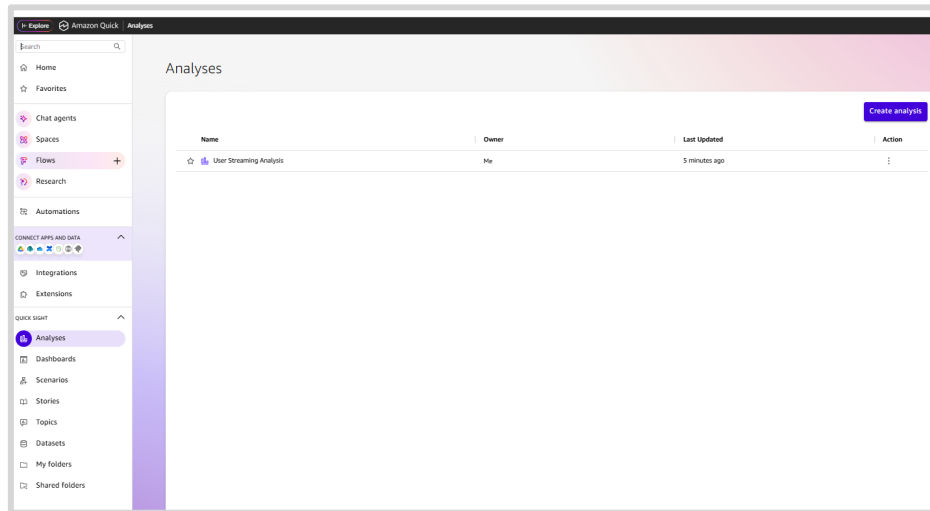 Explore Amazon Quick Analyses
Search
Home
Favorites
Chat agents
Spaces
Flows
Research
Automations
CONNECT APPS AND DATA
Integrations
Extensions
QUICK SIGHT
Analyses
Dashboards
Scenarios
Stories
Topics
Datasets
My folders
Shared folders
Analyses
Create analysis
Name Owner Last Updated Action
User Streaming Analysis Me 5 minutes ago